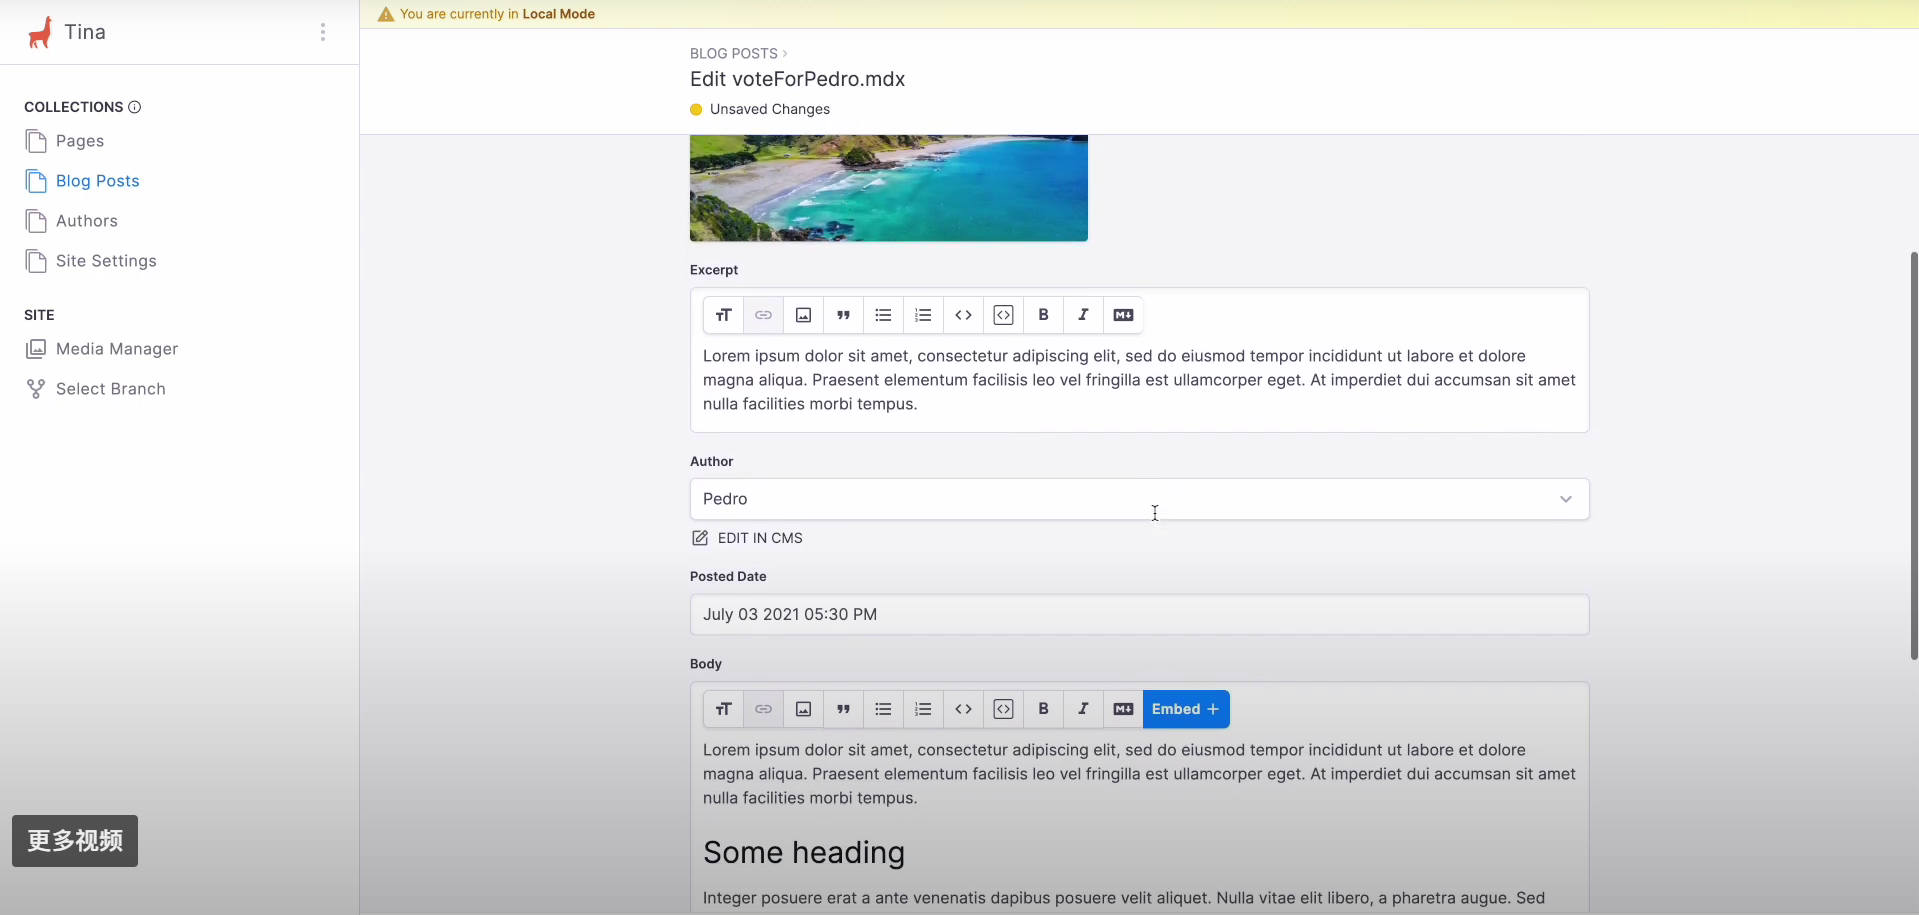 Tina
COLLECTIONS
Pages
Blog Posts
Authors
Site Settings
SITE
Media Manager
Select Branch
You are currently in Local Mode
BLOG POSTS ›
Edit voteForPedro.mdx
Unsaved Changes
Excerpt
Lorem ipsum dolor sit amet, consectetur adipiscing elit, sed do eiusmod tempor incididunt ut labore et dolore
magna aliqua. Praesent elementum facilisis leo vel fringilla est ullamcorper eget. At imperdiet dui accumsan sit amet
nulla facilities morbi tempus.
Author
Pedro
EDIT IN CMS
Posted Date
July 03 2021 05:30 PM
Body
Embed +
Lorem ipsum dolor sit amet, consectetur adipiscing elit, sed do eiusmod tempor incididunt ut labore et dolore
magna aliqua. Praesent elementum facilisis leo vel fringilla est ullamcorper eget. At imperdiet dui accumsan sit amet
nulla facilities morbi tempus.
Some heading
Integer posuere erat a ante venenatis dapibus posuere velit aliquet. Nulla vitae elit libero, a pharetra augue. Sed
更多视频